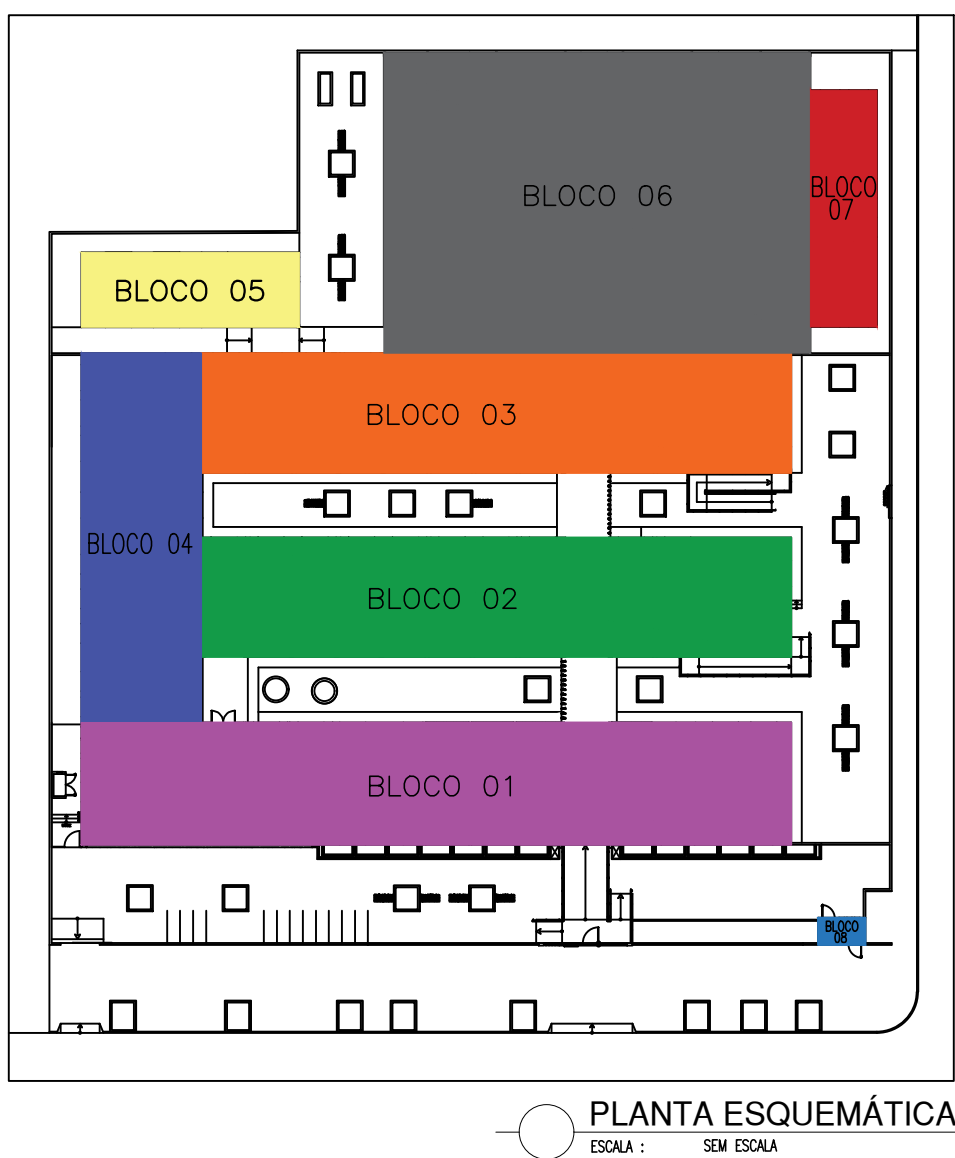 BLOCO 06
BLOCO
07
BLOCO 05
BLOCO 03
BLOCO 04
BLOCO 02
BLOCO 01
BLOCO
08
PLANTA ESQUEMÁTICA
ESCALA : SEM ESCALA